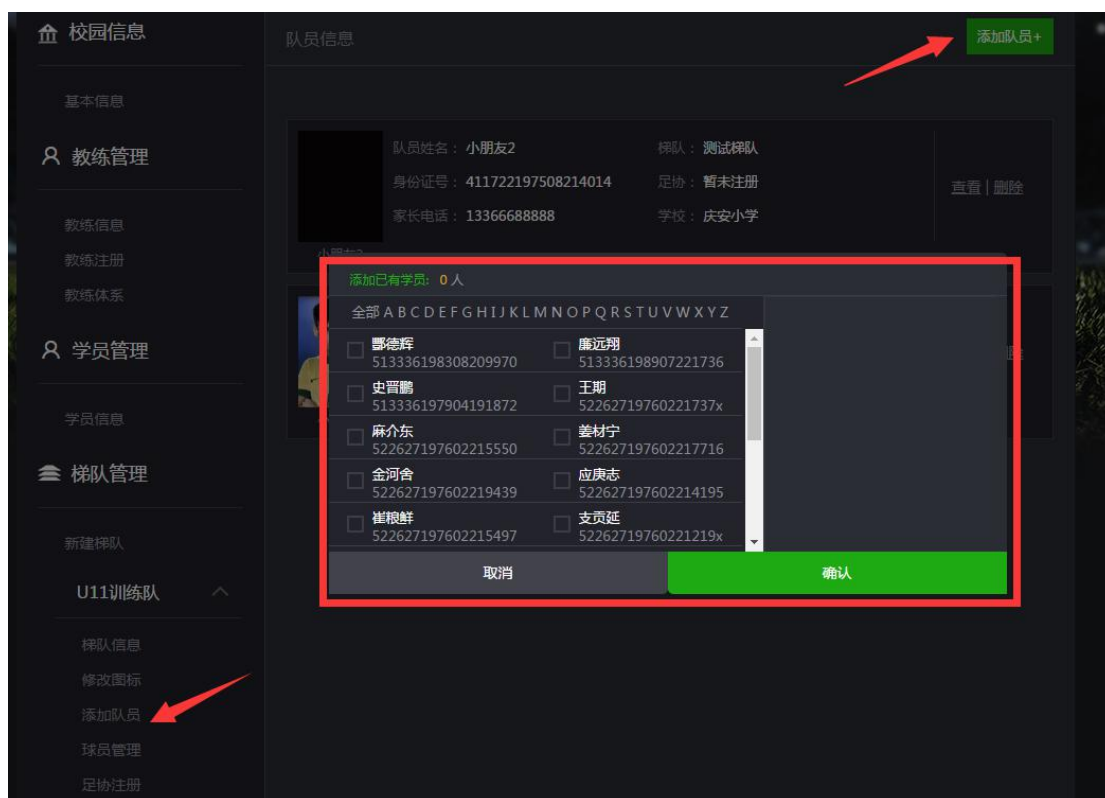 校园信息
基本信息
教练管理
教练信息
教练注册
教练体系
学员管理
学员信息
梯队管理
新建梯队
U11训练队
梯队信息
修改图标
添加队员
球员管理
足协注册
队员信息
添加队员+
队员姓名：小朋友2 梯队：测试梯队
身份证号：411722197508214014 足协：暂未注册
家长电话：13366688888 学校：庆安小学
查看 | 删除
小朋友2
添加已有学员: 0 人
全部 A B C D E F G H I J K L M N O P Q R S T U V W X Y Z
酆德辉 廉远翔
513336198308209970 513336198907221736
史晋鹏 王期
513336197904191872 52262719760221737x
麻介东 姜材宁
522627197602215550 522627197602217716
金河舍 应庚志
522627197602219439 522627197602214195
崔粮鲜 支贡延
522627197602215497 52262719760221219x
取消 确认